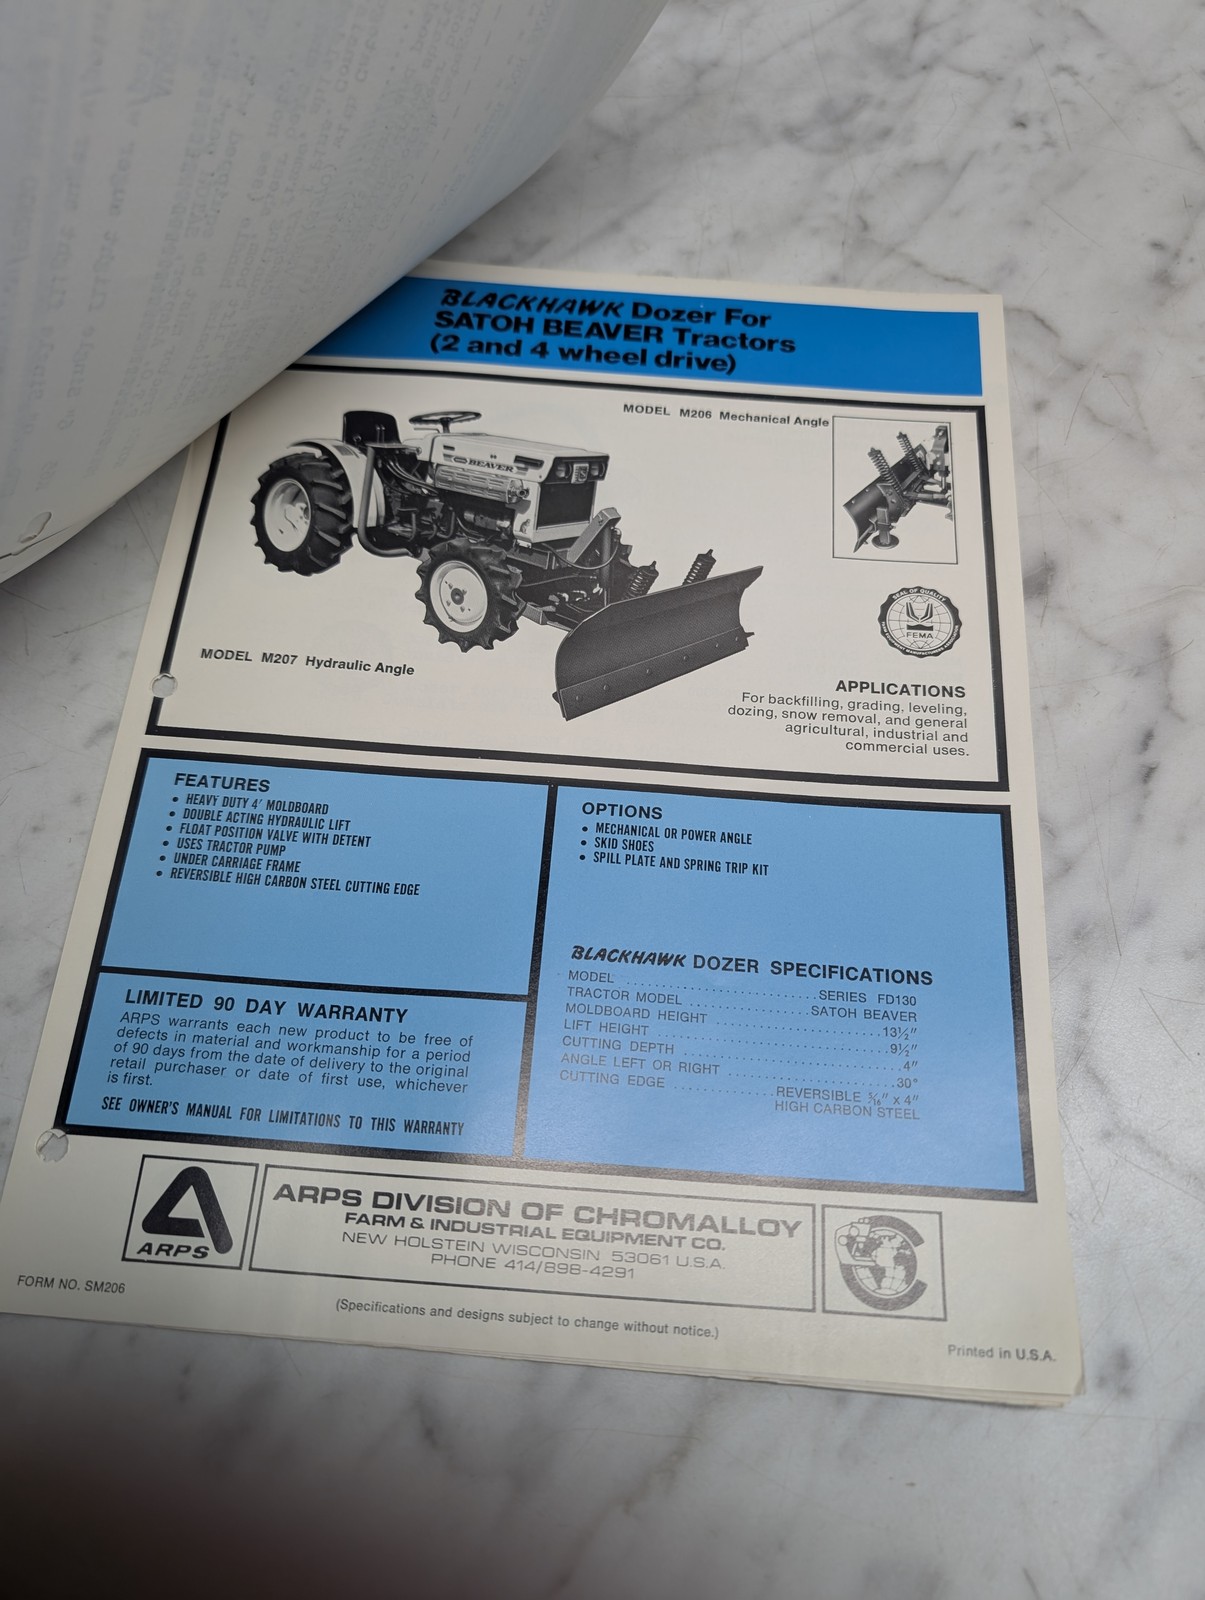 BLACKHAWK Dozer For
SATOH BEAVER Tractors
(2 and 4 wheel drive)
MODEL M206 Mechanical Angle
BEAVER
SEAL OF QUALITY
FEMA
MODEL M207 Hydraulic Angle
APPLICATIONS
For backfilling, grading, leveling,
dozing, snow removal, and general
agricultural, industrial and
commercial uses.
FEATURES
• HEAVY DUTY 4' MOLDBOARD
• DOUBLE ACTING HYDRAULIC LIFT
• FLOAT POSITION VALVE WITH DETENT
• USES TRACTOR PUMP
• UNDER CARRIAGE FRAME
• REVERSIBLE HIGH CARBON STEEL CUTTING EDGE
OPTIONS
• MECHANICAL OR POWER ANGLE
• SKID SHOES
• SPILL PLATE AND SPRING TRIP KIT
LIMITED 90 DAY WARRANTY
ARPS warrants each new product to be free of
defects in material and workmanship for a period
of 90 days from the date of delivery to the original
retail purchaser or date of first use, whichever
is first.
SEE OWNER'S MANUAL FOR LIMITATIONS TO THIS WARRANTY
BLACKHAWK DOZER SPECIFICATIONS
MODEL ........................ SERIES FD130
TRACTOR MODEL ............... SATOH BEAVER
MOLDBOARD HEIGHT ..................... 13½"
LIFT HEIGHT .............................. 9½"
CUTTING DEPTH ........................... 4"
ANGLE LEFT OR RIGHT ..................... 30°
CUTTING EDGE ............ REVERSIBLE 5/16" x 4"
HIGH CARBON STEEL
ARPS
ARPS DIVISION OF CHROMALLOY
FARM & INDUSTRIAL EQUIPMENT CO.
NEW HOLSTEIN WISCONSIN 53061 U.S.A.
PHONE 414/898-4291
FORM NO. SM206
(Specifications and designs subject to change without notice.)
Printed in U.S.A.